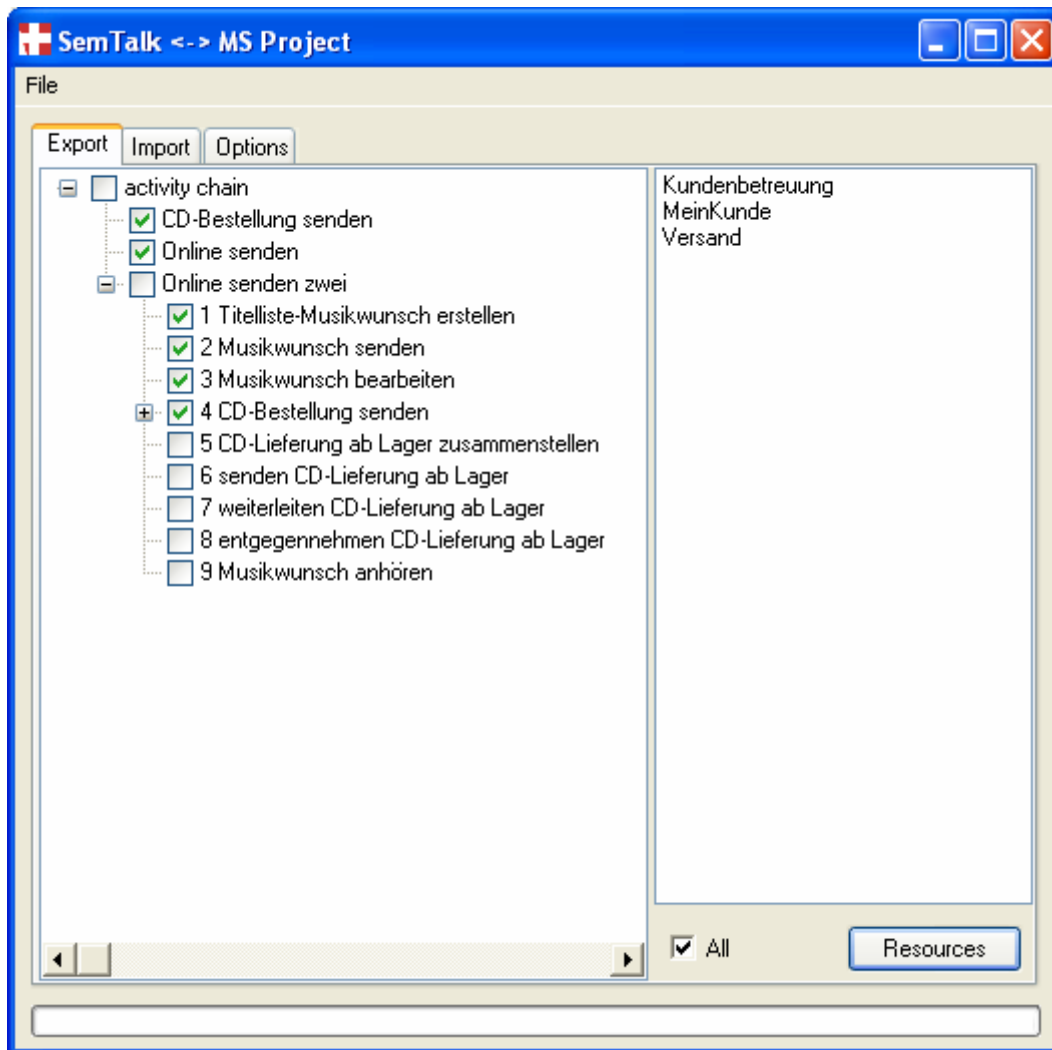 SemTalk <-> MS Project
File
Export Import Options
activity chain
CD-Bestellung senden
Online senden
Online senden zwei
1 Titelliste-Musikwunsch erstellen
2 Musikwunsch senden
3 Musikwunsch bearbeiten
4 CD-Bestellung senden
5 CD-Lieferung ab Lager zusammenstellen
6 senden CD-Lieferung ab Lager
7 weiterleiten CD-Lieferung ab Lager
8 entgegennehmen CD-Lieferung ab Lager
9 Musikwunsch anhören
Kundenbetreuung
MeinKunde
Versand
All
Resources